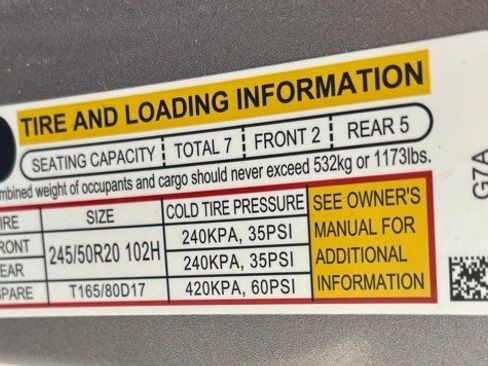 TIRE AND LOADING INFORMATION
SEATING CAPACITY TOTAL 7 FRONT 2 REAR 5
mbined weight of occupants and cargo should never exceed 532kg or 1173lbs.
IRE SIZE COLD TIRE PRESSURE SEE OWNER'S
RONT 245/50R20 102H 240KPA, 35PSI MANUAL FOR
EAR 240KPA, 35PSI ADDITIONAL
SPARE T165/80D17 420KPA, 60PSI INFORMATION
G7A